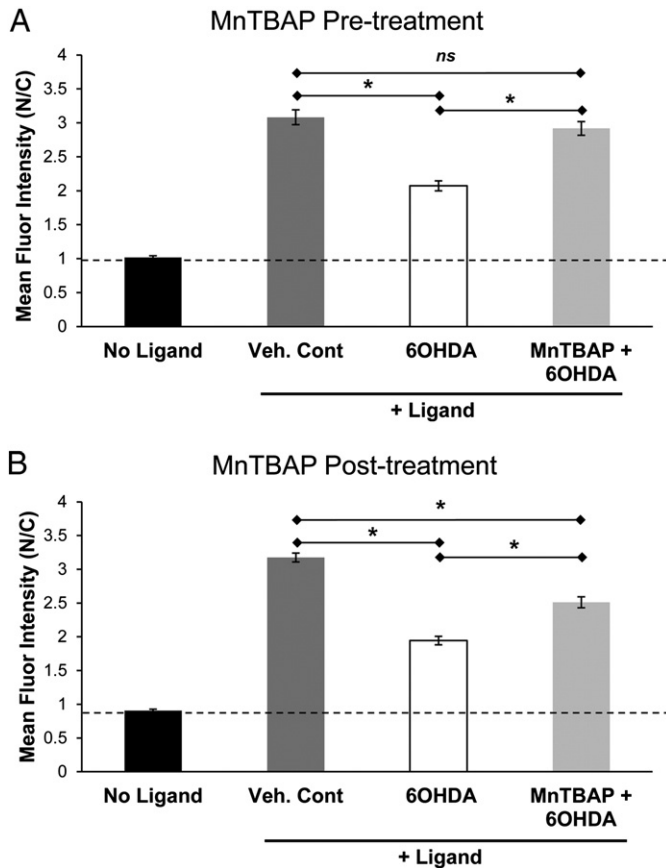 A
MnTBAP Pre-treatment
Mean Fluor Intensity (N/C)
4
3.5
3
2.5
2
1.5
1
0.5
0
ns
*
*
No Ligand
Veh. Cont
6OHDA
MnTBAP +
6OHDA
+ Ligand
B
MnTBAP Post-treatment
Mean Fluor Intensity (N/C)
4
3.5
3
2.5
2
1.5
1
0.5
0
*
*
*
No Ligand
Veh. Cont
6OHDA
MnTBAP +
6OHDA
+ Ligand